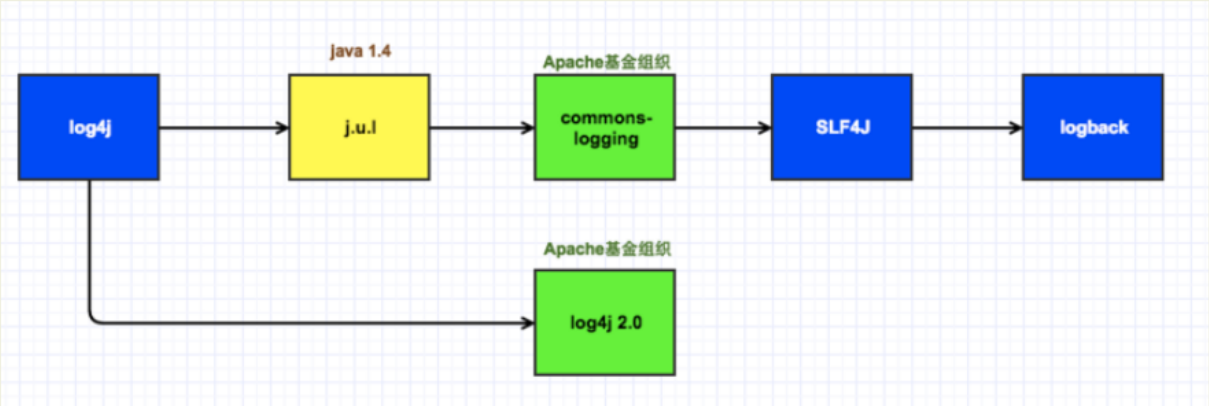 java 1.4
Apache基金组织
log4j
j.u.l
commons-
logging
SLF4J
logback
Apache基金组织
log4j 2.0